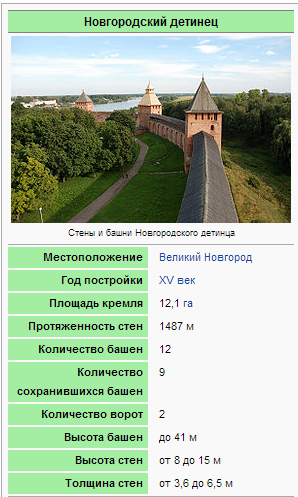 Новгородский детинец
Стены и башни Новгородского детинца
Местоположение Великий Новгород
Год постройки XV век
Площадь кремля 12,1 га
Протяженность стен 1487 м
Количество башен 12
Количество 9
сохранившихся башен
Количество ворот 2
Высота башен до 41 м
Высота стен от 8 до 15 м
Толщина стен от 3,6 до 6,5 м